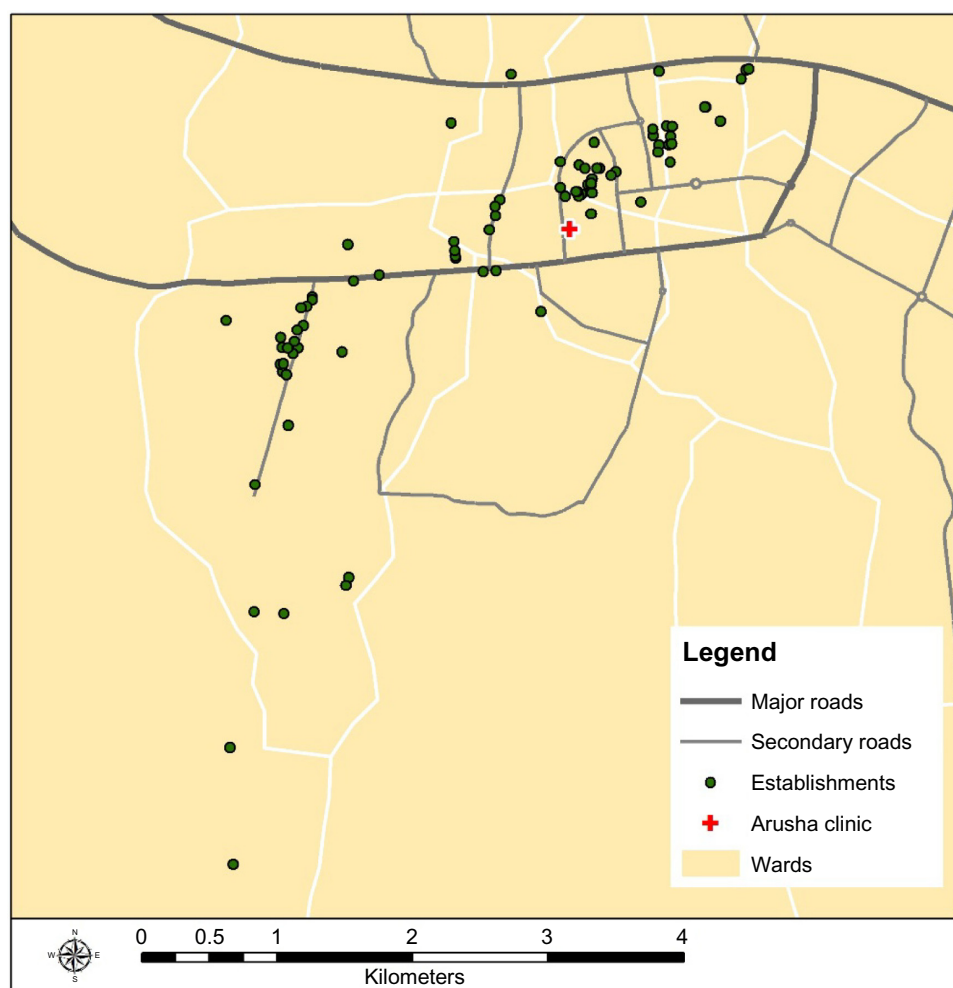 Legend
Major roads
Secondary roads
Establishments
Arusha clinic
Wards
N
W E
S
0 0.5 1 2 3 4
Kilometers